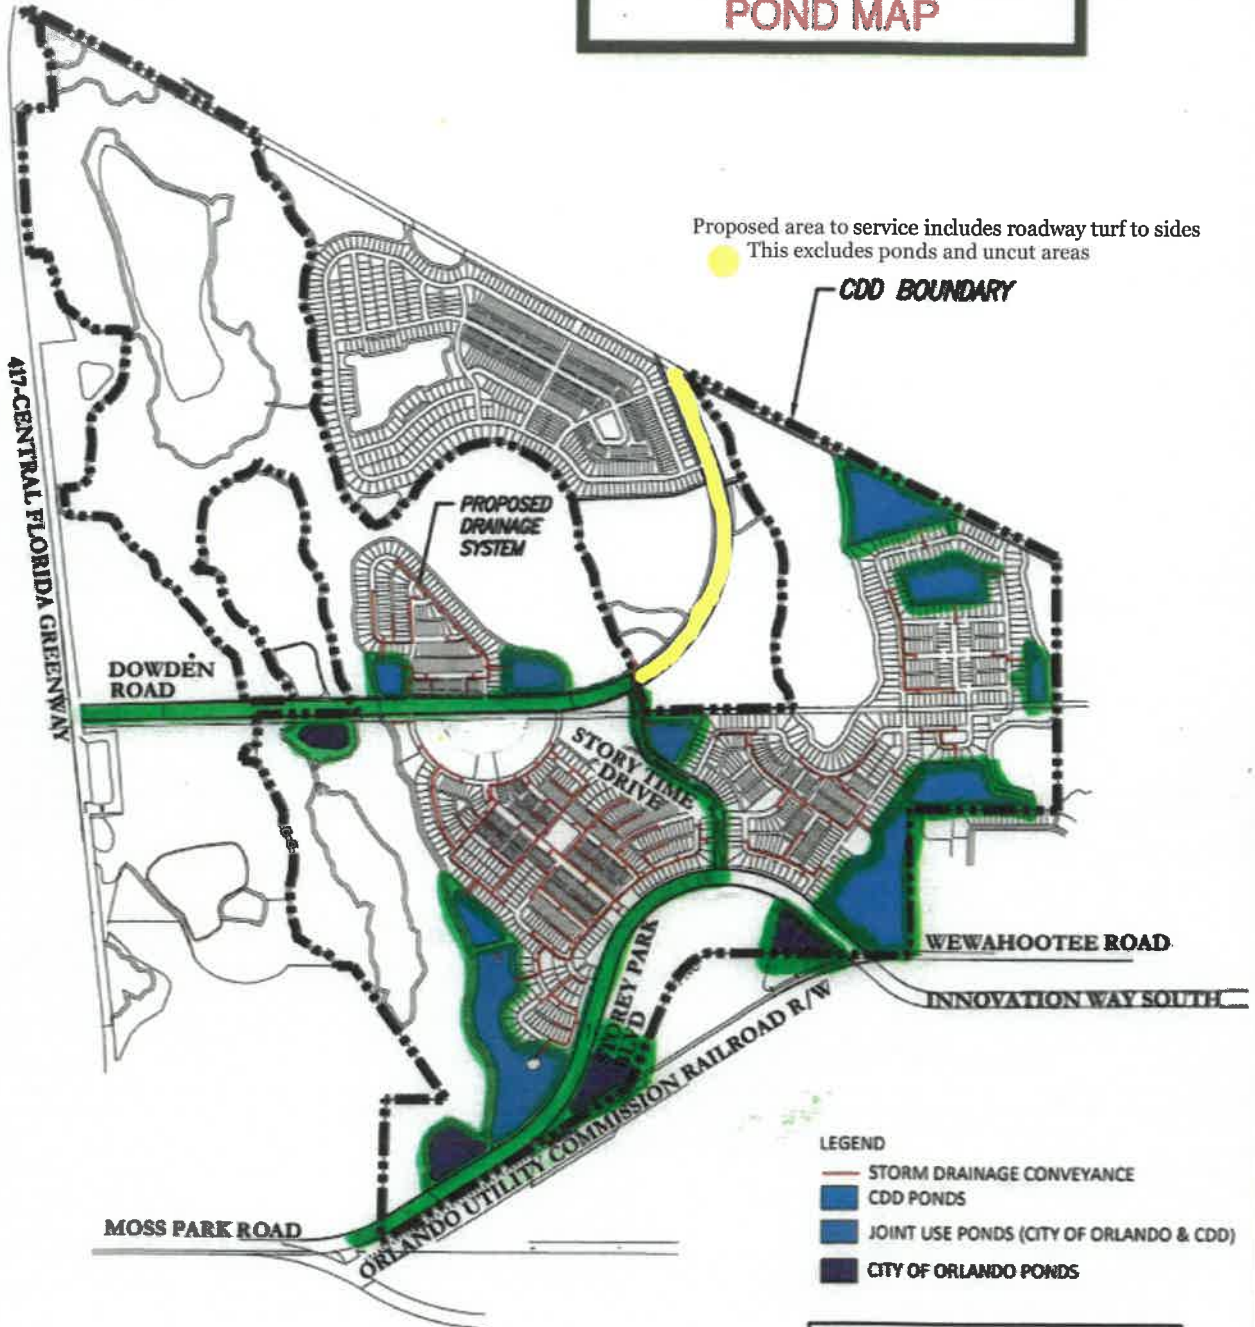 POND MAP
Proposed area to service includes roadway turf to sides
This excludes ponds and uncut areas
CDD BOUNDARY
417-CENTRAL FLORIDA GREENWAY
PROPOSED
DRAINAGE
SYSTEM
DOWDEN
ROAD
STORY TIME
DRIVE
STOREY PARK
BLVD
WEWAHOOTEE ROAD
INNOVATION WAY SOUTH
ORLANDO UTILITY COMMISSION RAILROAD R/W
MOSS PARK ROAD
LEGEND
STORM DRAINAGE CONVEYANCE
CDD PONDS
JOINT USE PONDS (CITY OF ORLANDO & CDD)
CITY OF ORLANDO PONDS